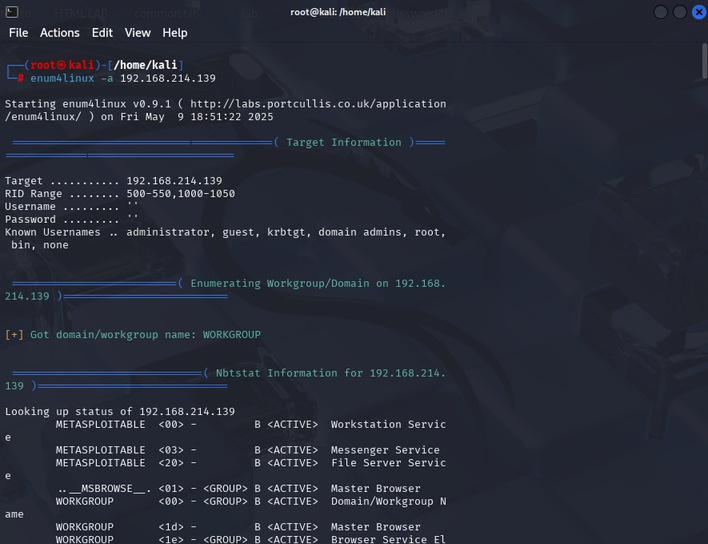 root@kali: /home/kali
File Actions Edit View Help
(root㉿kali)-[/home/kali]
# enum4linux -a 192.168.214.139
Starting enum4linux v0.9.1 ( http://labs.portcullis.co.uk/application
/enum4linux/ ) on Fri May  9 18:51:22 2025
( Target Information )
Target ........... 192.168.214.139
RID Range ........ 500-550,1000-1050
Username ......... ''
Password ......... ''
Known Usernames .. administrator, guest, krbtgt, domain admins, root,
 bin, none
( Enumerating Workgroup/Domain on 192.168.
214.139 )
[+] Got domain/workgroup name: WORKGROUP
( Nbtstat Information for 192.168.214.
139 )
Looking up status of 192.168.214.139
METASPLOITABLE  <00> -         B <ACTIVE>  Workstation Servic
e
METASPLOITABLE  <03> -         B <ACTIVE>  Messenger Service
METASPLOITABLE  <20> -         B <ACTIVE>  File Server Servic
e
..__MSBROWSE__. <01> - <GROUP> B <ACTIVE>  Master Browser
WORKGROUP       <00> - <GROUP> B <ACTIVE>  Domain/Workgroup N
ame
WORKGROUP       <1d> -         B <ACTIVE>  Master Browser
WORKGROUP       <1e> - <GROUP> B <ACTIVE>  Browser Service El